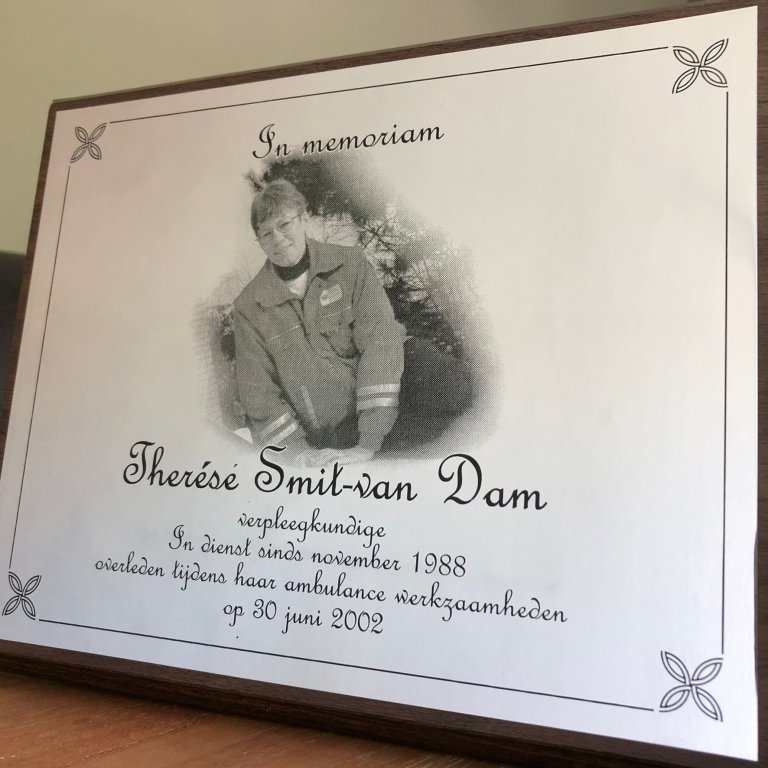 In memoriam
Therésé Smit-van Dam
verpleegkundige
In dienst sinds november 1988
overleden tijdens haar ambulance werkzaamheden
op 30 juni 2002